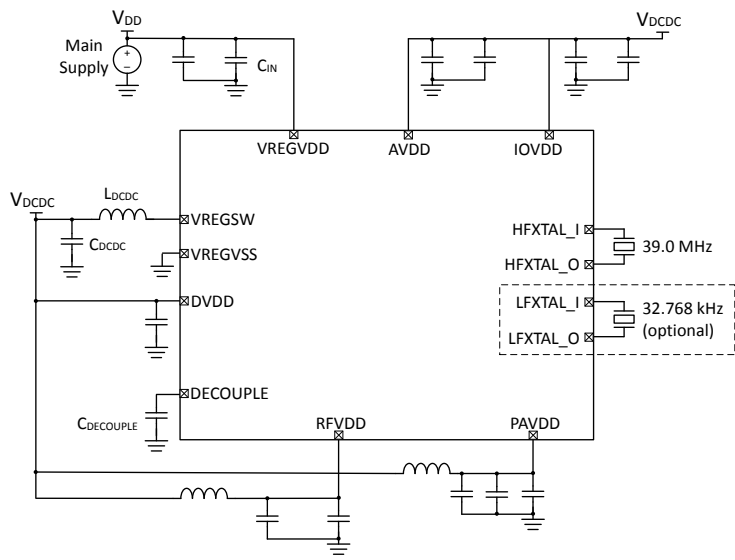 VDD
VDCDC
Main
Supply
+
−
CIN
VREGVDD
AVDD
IOVDD
VDCDC
LDCDC
VREGSW
HFXTAL_I
39.0 MHz
CDCDC
VREGVSS
HFXTAL_O
DVDD
LFXTAL_I
32.768 kHz
(optional)
LFXTAL_O
DECOUPLE
CDECOUPLE
RFVDD
PAVDD